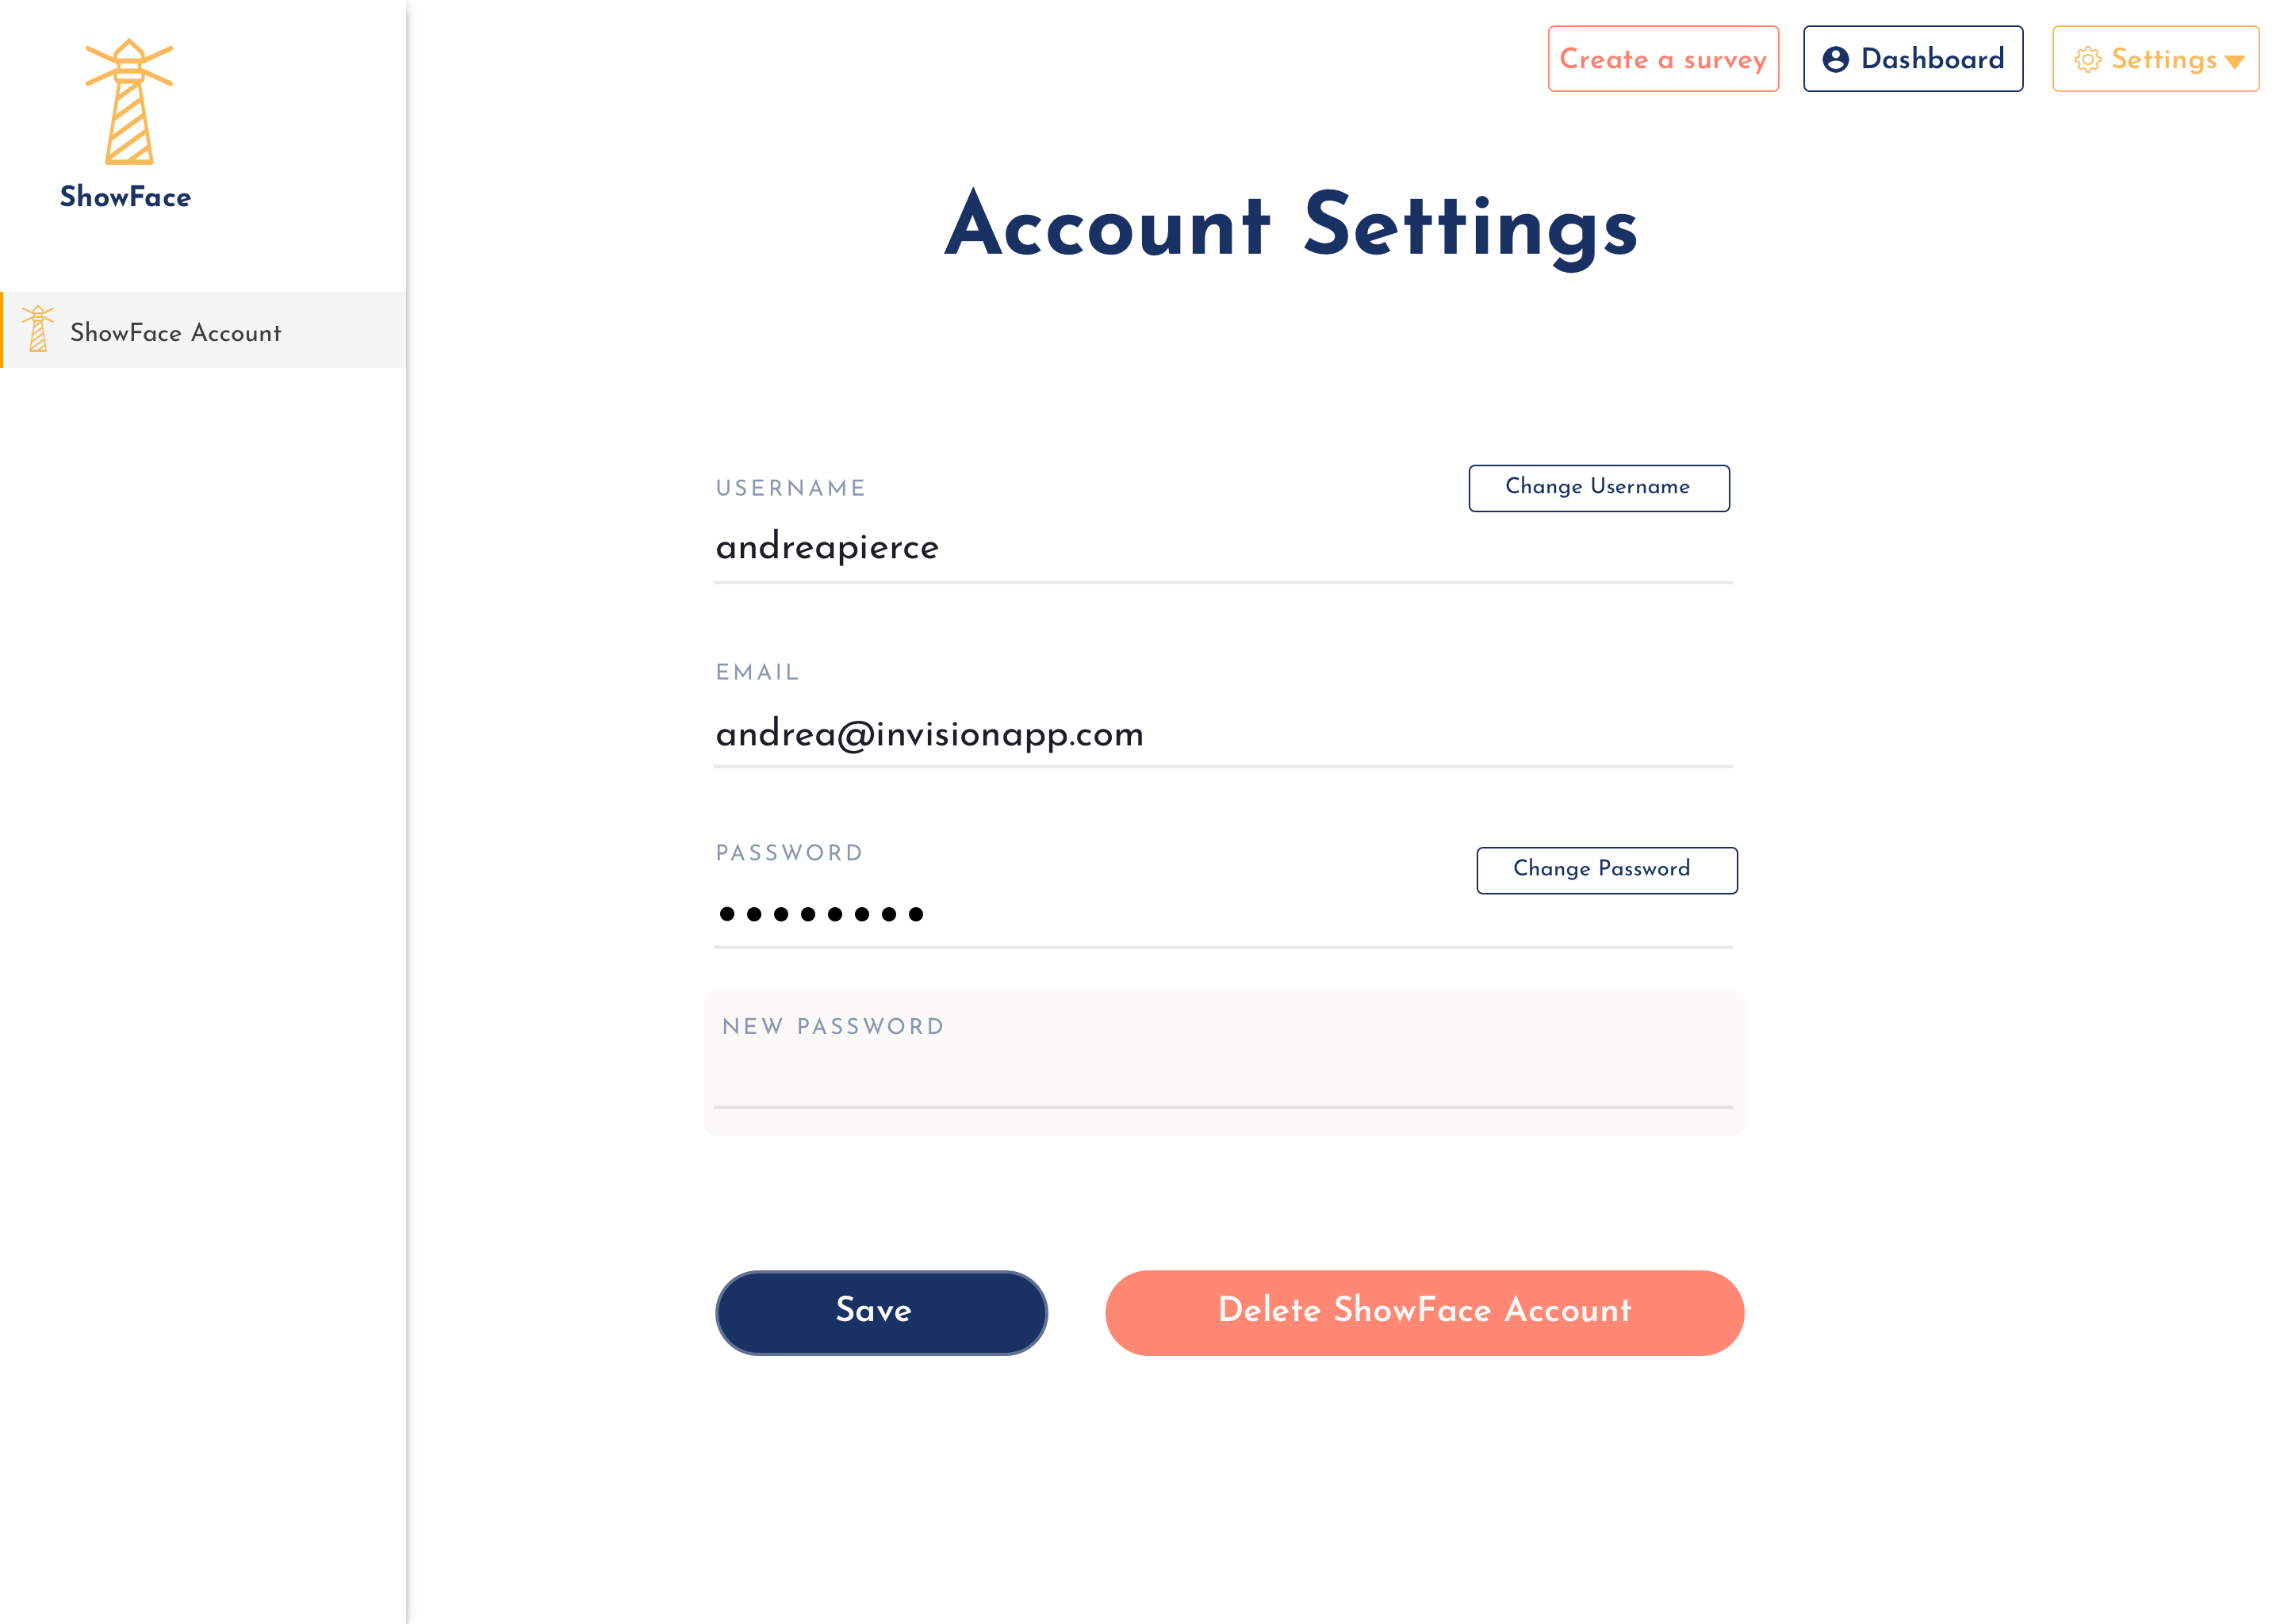 ShowFace
ShowFace Account
Create a survey
Dashboard
Settings
Account Settings
USERNAME
Change Username
andreapierce
EMAIL
andrea@invisionapp.com
PASSWORD
Change Password
NEW PASSWORD
Save
Delete ShowFace Account